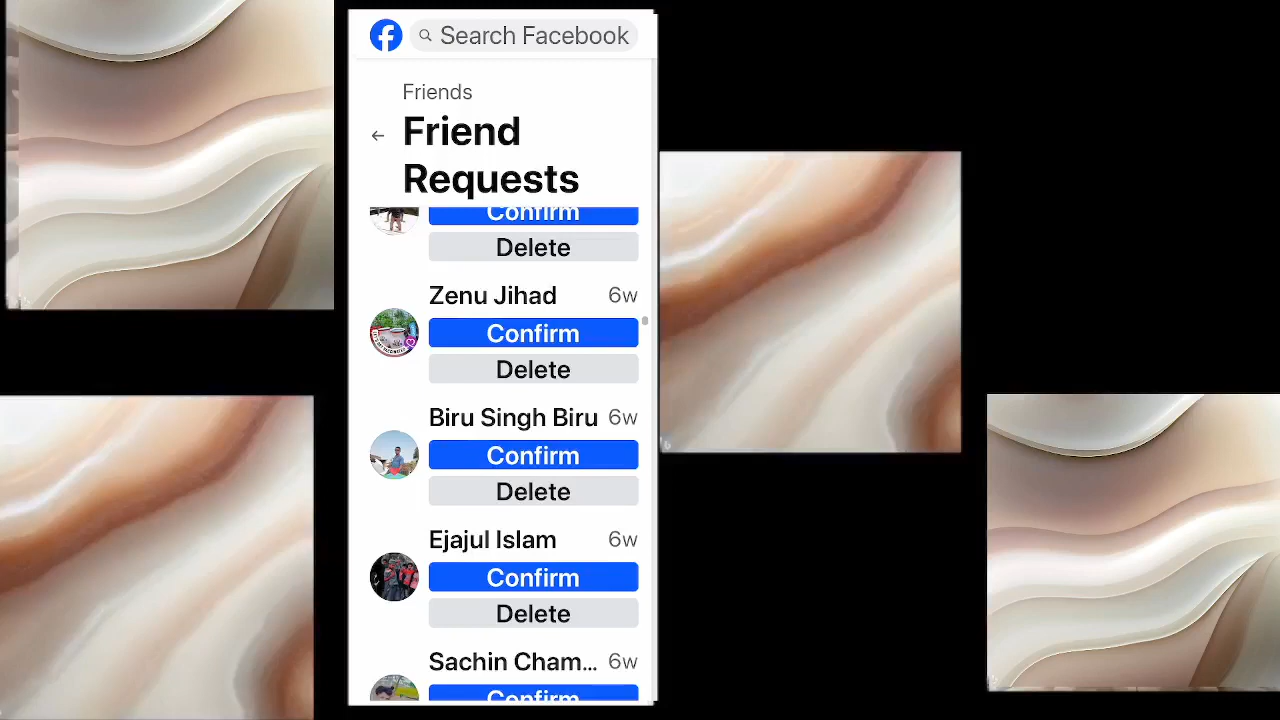 Search Facebook
Friends
Friend
Requests
Confirm
Delete
Zenu Jihad 6w
Confirm
Delete
Biru Singh Biru 6w
Confirm
Delete
Ejajul Islam 6w
Confirm
Delete
Sachin Cham... 6w
Confirm